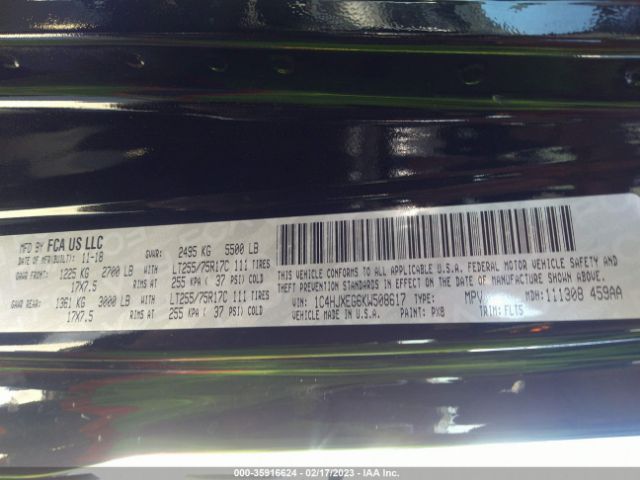 MFD BY FCA US LLC
DATE OF MFR(BUILT): 11-18 GVWR: 2495 KG 5500 LB
GAWR FRONT: 1225 KG 2700 LB WITH LT255/75R17C 111 TIRES
17X7.5 RIMS AT 255 KPA ( 37 PSI) COLD
GAWR REAR: 1361 KG 3000 LB WITH LT255/75R17C 111 TIRES
17X7.5 RIMS AT 255 KPA ( 37 PSI) COLD
THIS VEHICLE CONFORMS TO ALL APPLICABLE U.S.A. FEDERAL MOTOR VEHICLE SAFETY AND
THEFT PREVENTION STANDARDS IN EFFECT ON THE DATE OF MANUFACTURE SHOWN ABOVE.
VIN: 1C4HJXEG6KW508617 TYPE: MPV MDH: 111308 459AA
VEHICLE MADE IN U.S.A. PAINT: PX8 TRIM: FLTS
000-35916624 — 02/17/2023 — IAA Inc.